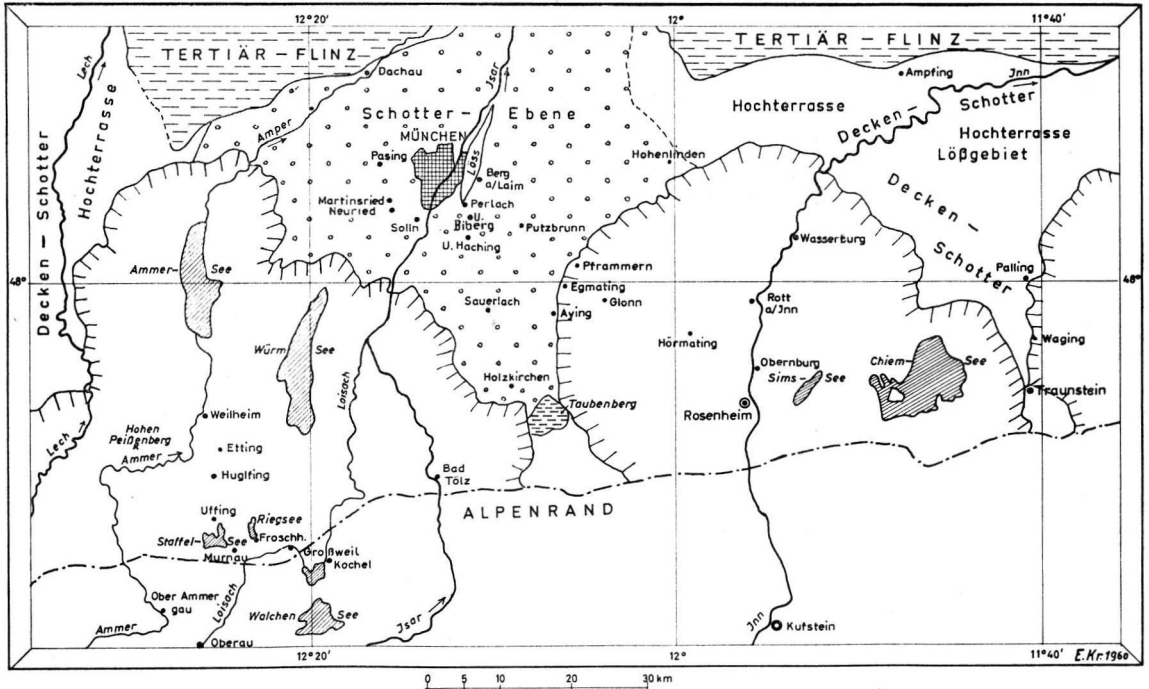 12°20
12°
11°40
TERTIÄR – FLINZ
TERTIÄR – FLINZ
Lech
Hochterrasse
Decken – Schotter
Dachau
Amper
Isar
Schotter – Ebene
MÜNCHEN
Löss
Pasing
Berg a/Laim
Hohenlinden
Martinsried
Neuried
Perlach
Solln
U. Biberg
U. Haching
Putzbrunn
Ampfing
Jnn
Hochterrasse
Decken – Schotter
Hochterrasse
Lößgebiet
Decken – Schotter
Wasserburg
Palling
Ammer – See
48°
48°
Pframmern
Egmating
Glonn
Aying
Sauerlach
Rott a/Jnn
Hörmating
Waging
Würm See
Obernburg
Sims – See
Chiem – See
Holzkirchen
Taubenberg
Traunstein
Rosenheim
Loisach
Weilheim
Hohen Peißenberg
Ammer
Lech
Etting
Huglfing
Bad Tölz
ALPENRAND
Uffing
Riegsee
Staffel – See
Froschh.
Murnau
Großweil
Kochel
Ober Ammer gau
Loisach
Walchen See
Ammer
Oberau
Jsar
Jnn
Kufstein
12°20
12°
11°40
E.Kr. 1960
0 5 10 20 30 km